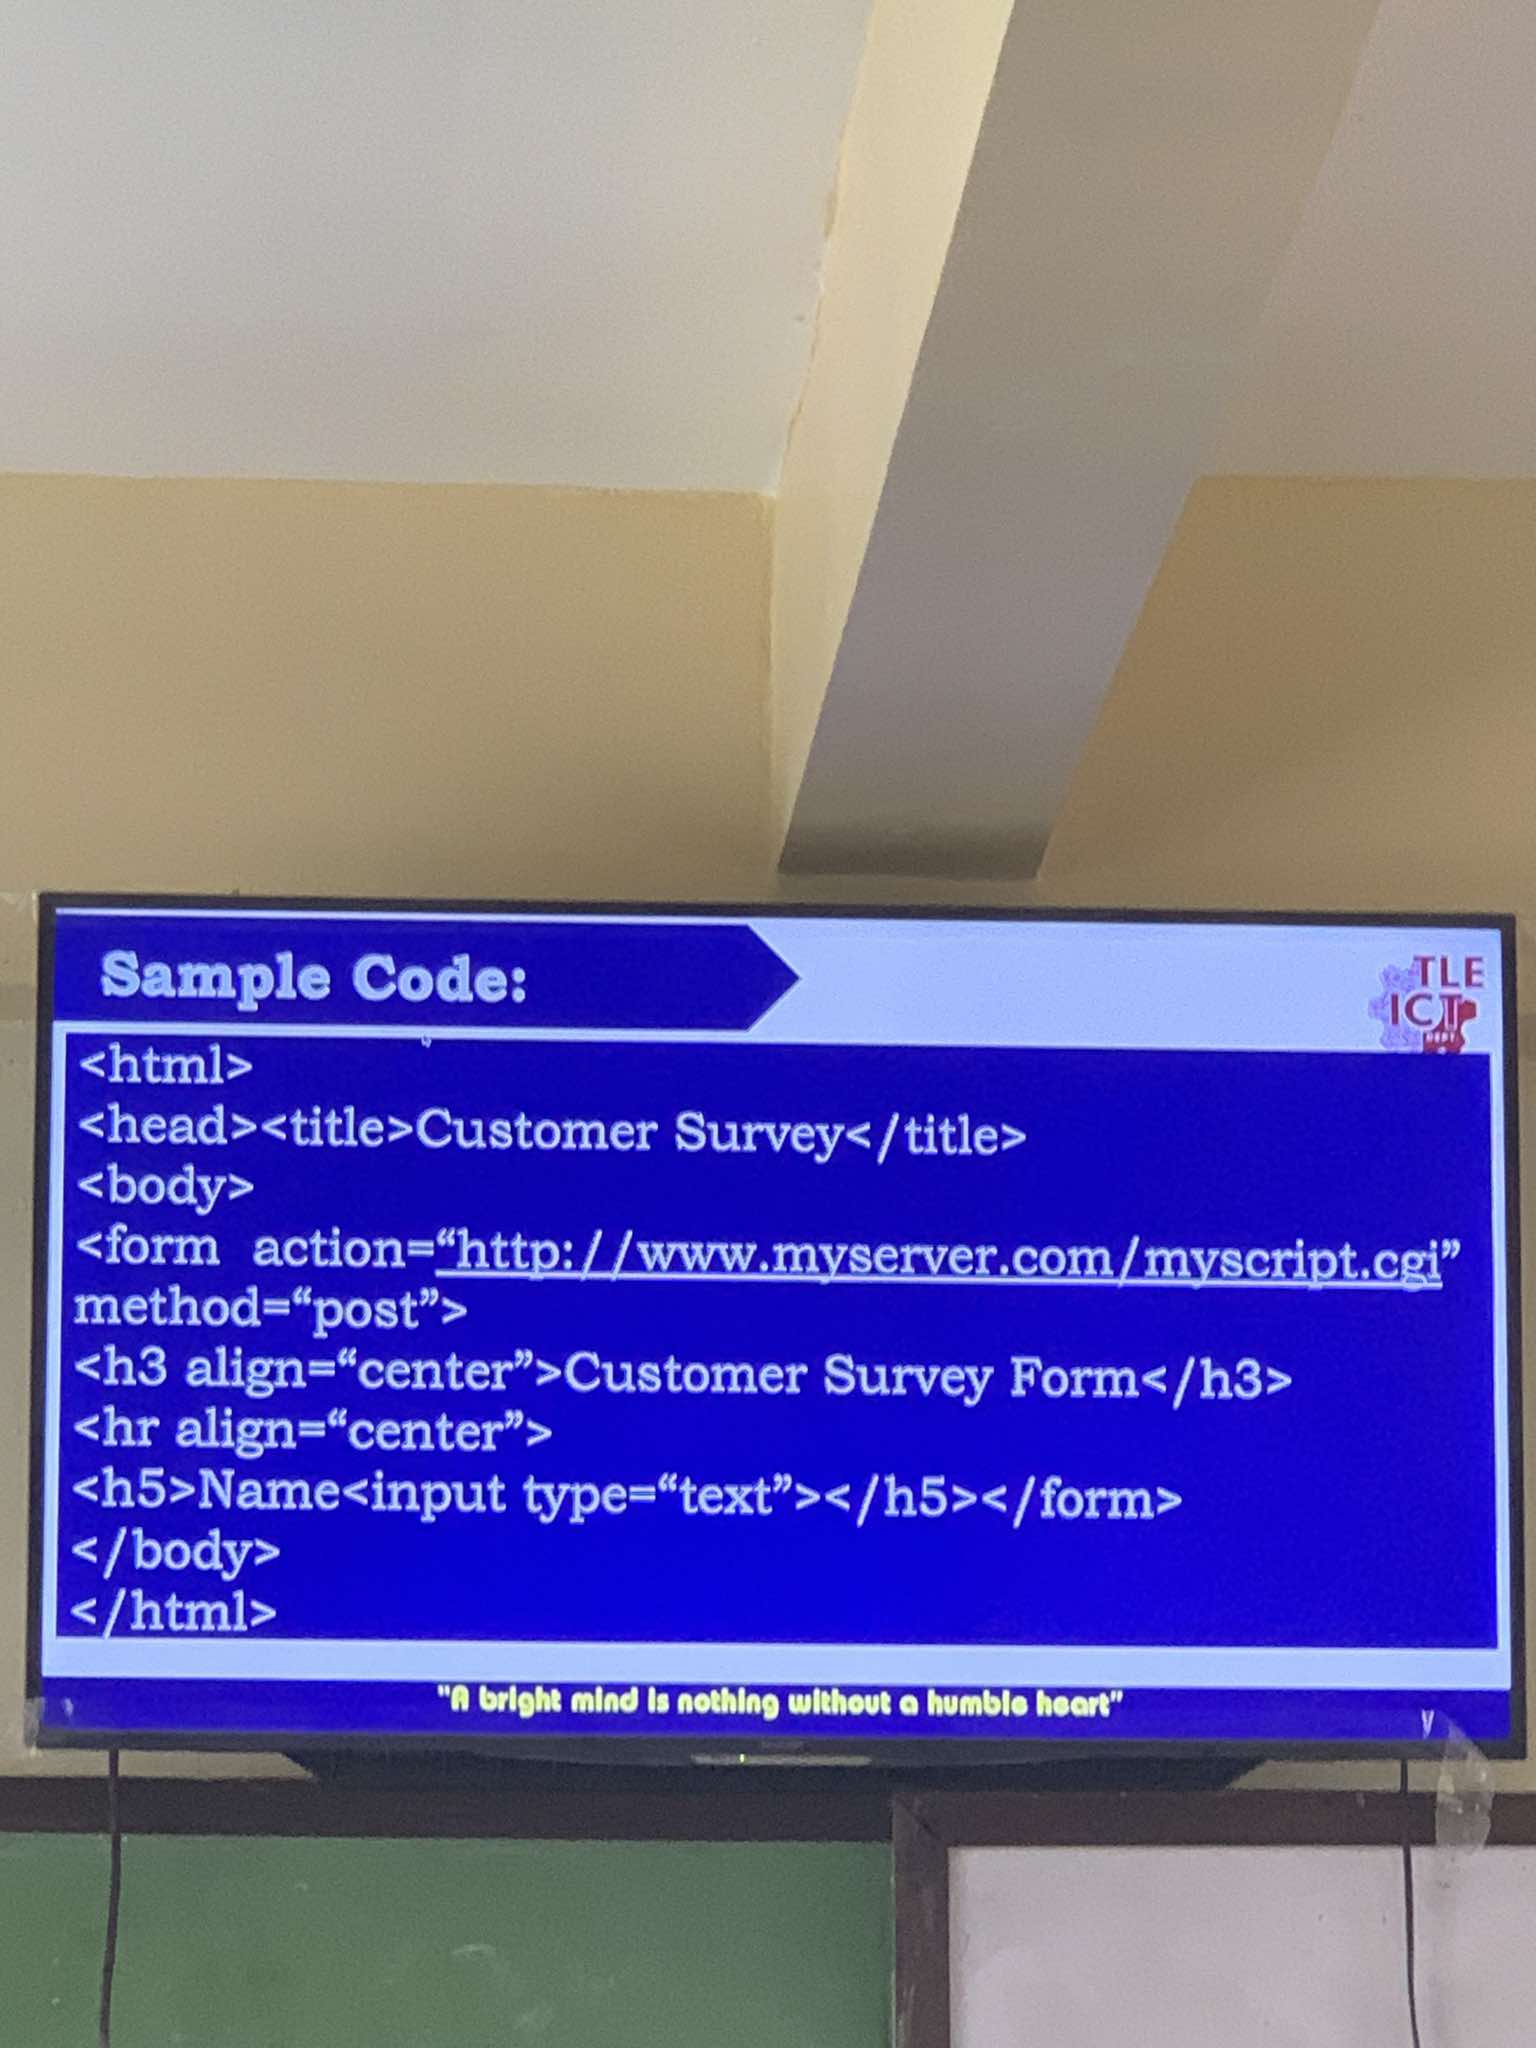 Sample Code:
TLE
ICT
DEPT
<html>
<head><title>Customer Survey</title>
<body>
<form action=“http://www.myserver.com/myscript.cgi”
method=“post”>
<h3 align=“center”>Customer Survey Form</h3>
<hr align=“center”>
<h5>Name<input type=“text”></h5></form>
</body>
</html>
"A bright mind is nothing without a humble heart"